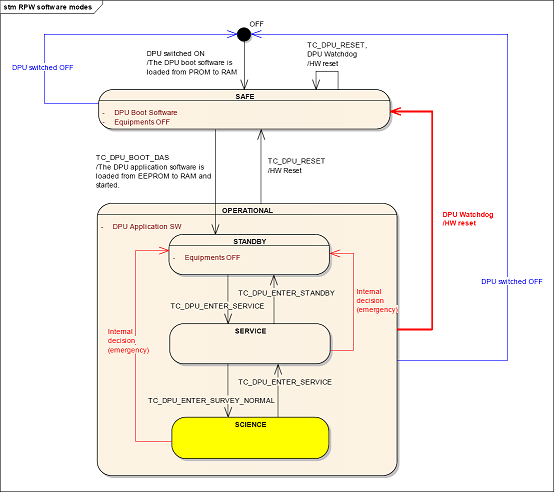 stm RPW software modes
OFF
DPU switched ON
/The DPU boot software is
loaded from PROM to RAM
TC_DPU_RESET,
DPU Watchdog
/HW reset
DPU switched OFF
SAFE
- DPU Boot Software
- Equipments OFF
TC_DPU_BOOT_DAS
/The DPU application software is
loaded from EEPROM to RAM and
started.
TC_DPU_RESET
/HW Reset
OPERATIONAL
- DPU Application SW
DPU Watchdog
/HW reset
STANDBY
- Equipments OFF
DPU switched OFF
TC_DPU_ENTER_STANDBY
Internal
decision
(emergency)
TC_DPU_ENTER_SERVICE
SERVICE
Internal
decision
(emergency)
TC_DPU_ENTER_SERVICE
TC_DPU_ENTER_SURVEY_NORMAL
SCIENCE